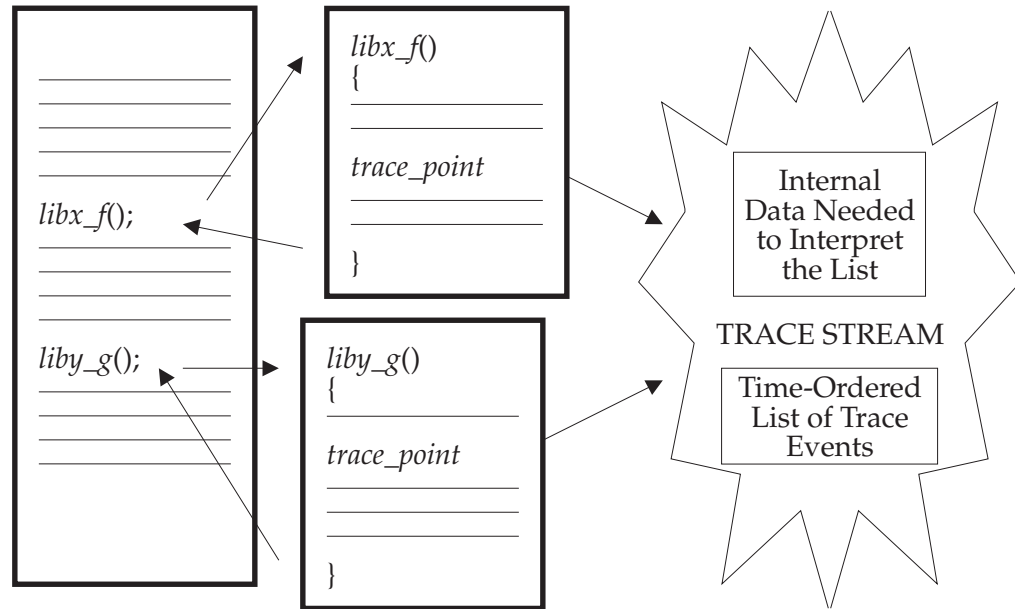 libx_f();
liby_g();
libx_f()
{
trace_point
}
liby_g()
{
trace_point
}
Internal
Data Needed
to Interpret
the List
TRACE STREAM
Time-Ordered
List of Trace
Events